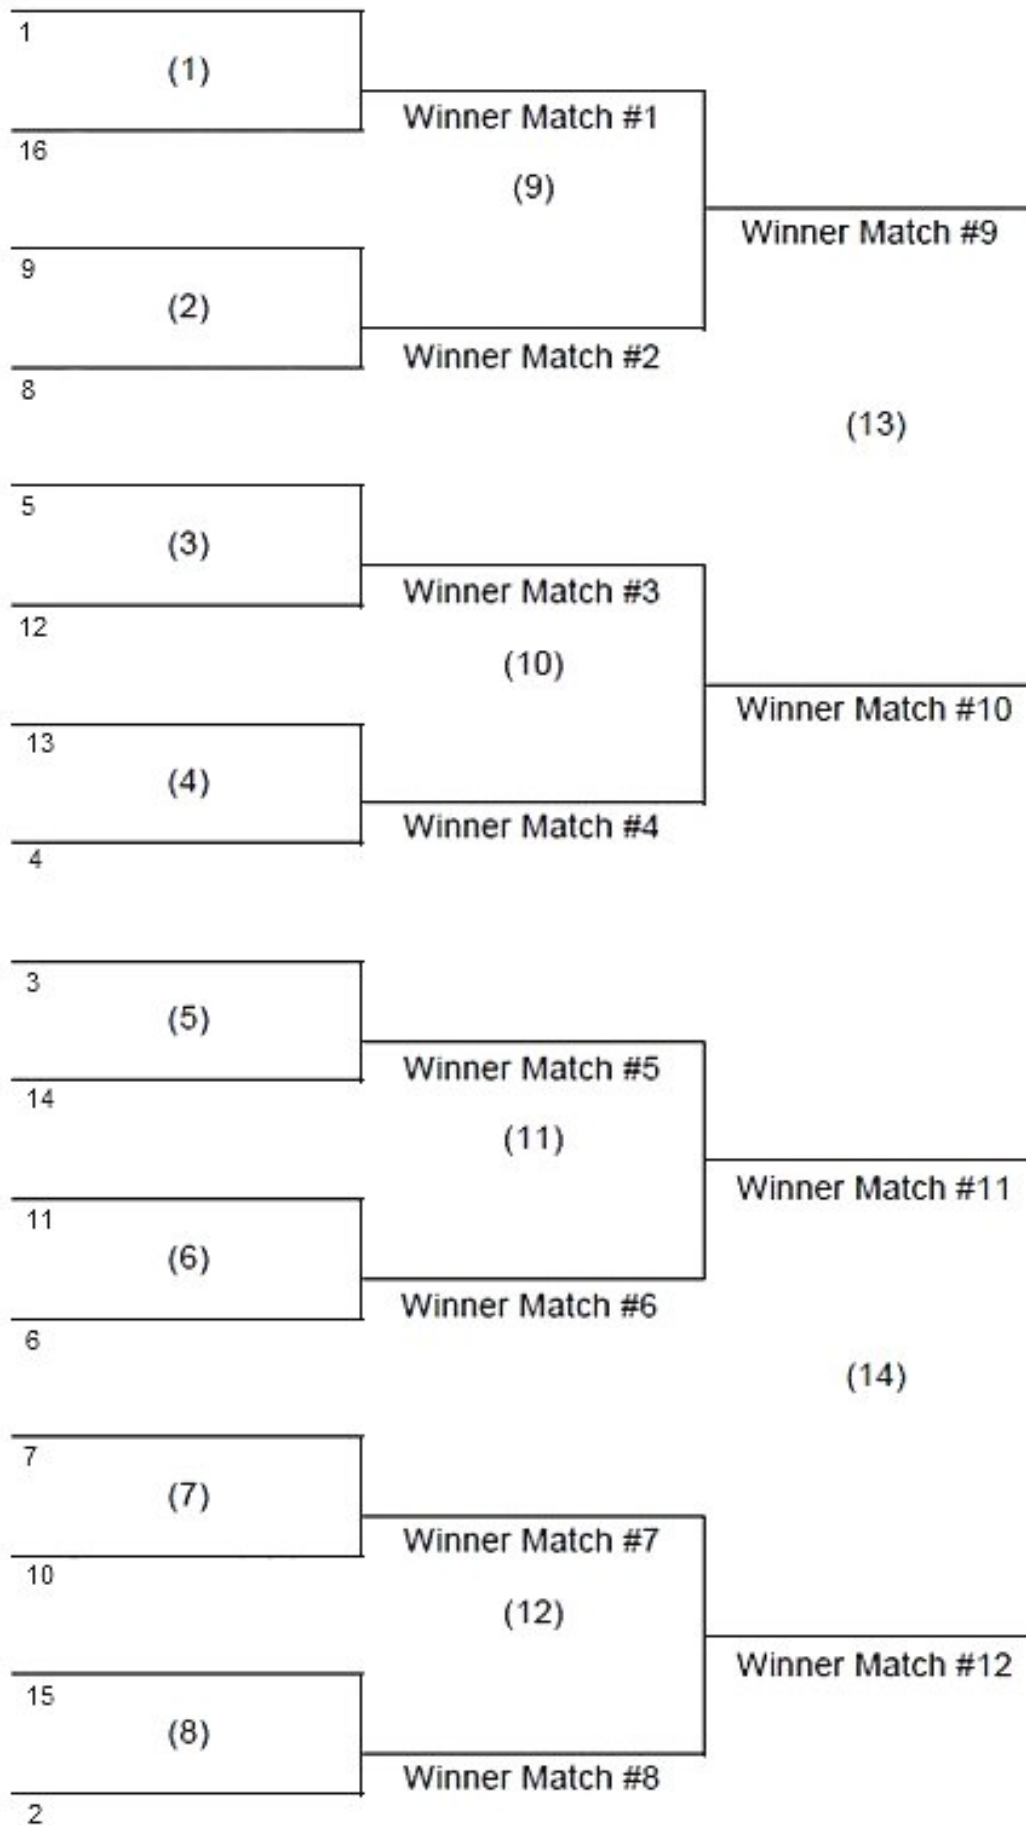 1
(1)
Winner Match #1
16
(9)
Winner Match #9
9
(2)
Winner Match #2
8
(13)
5
(3)
Winner Match #3
12
(10)
Winner Match #10
13
(4)
Winner Match #4
4
3
(5)
Winner Match #5
14
(11)
Winner Match #11
11
(6)
Winner Match #6
6
(14)
7
(7)
Winner Match #7
10
(12)
Winner Match #12
15
(8)
Winner Match #8
2